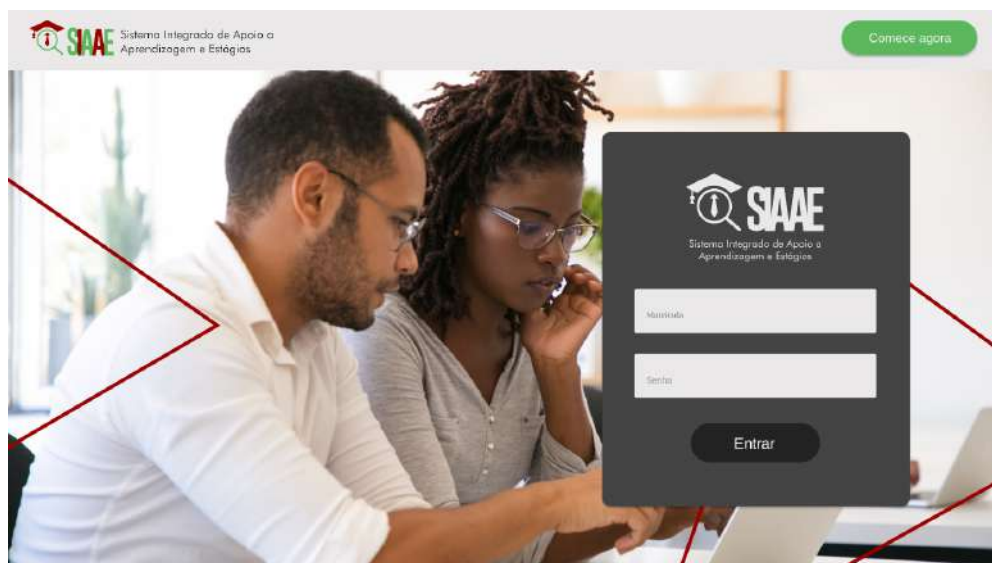 SIAAE
Sistema Integrado de Apoio a
Aprendizagem e Estágios
Comece agora
SIAAE
Sistema Integrado de Apoio a
Aprendizagem e Estágios
Matrícula
Senha
Entrar